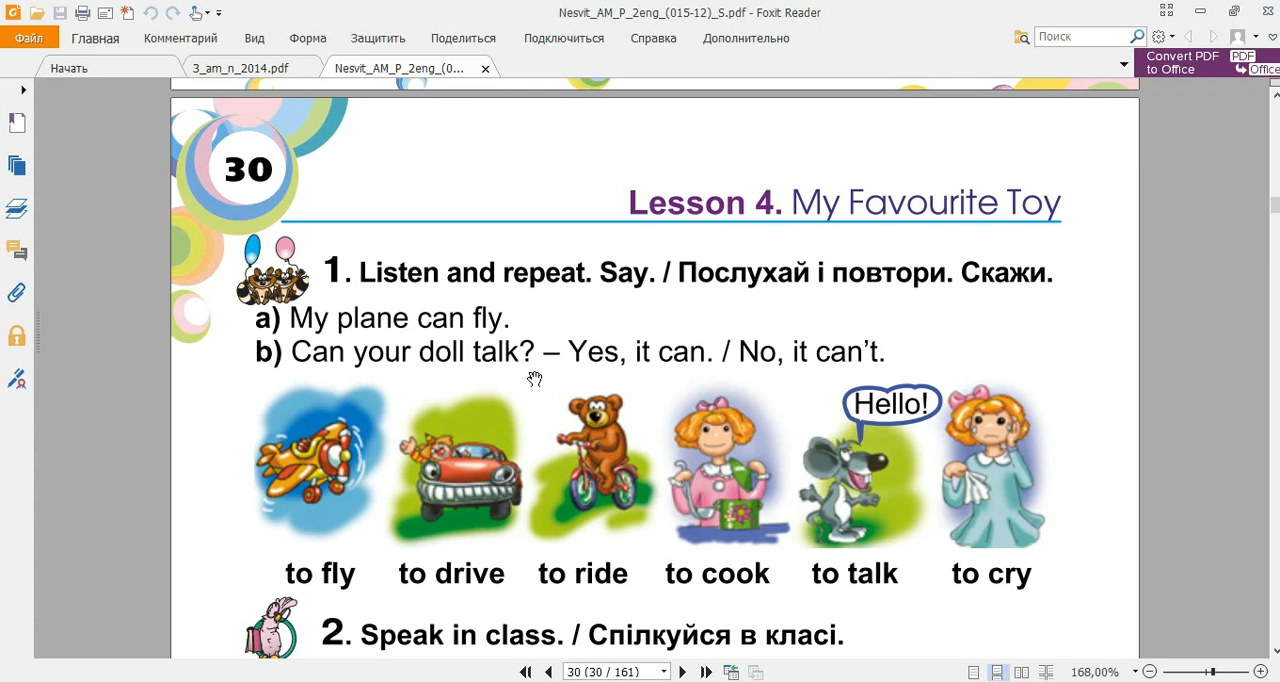 Nesvit_AM_P_2eng_(015-12)_S.pdf - Foxit Reader
Файл Главная Комментарий Вид Форма Защитить Поделиться Подключиться Справка Дополнительно Поиск
Начать 3_am_n_2014.pdf Nesvit_AM_P_2eng_(0... Convert PDF to Office PDF Office
30
Lesson 4. My Favourite Toy
1. Listen and repeat. Say. / Послухай і повтори. Скажи.
a) My plane can fly.
b) Can your doll talk? – Yes, it can. / No, it can't.
Hello!
to fly to drive to ride to cook to talk to cry
2. Speak in class. / Спілкуйся в класі.
30 (30 / 161) 168,00%